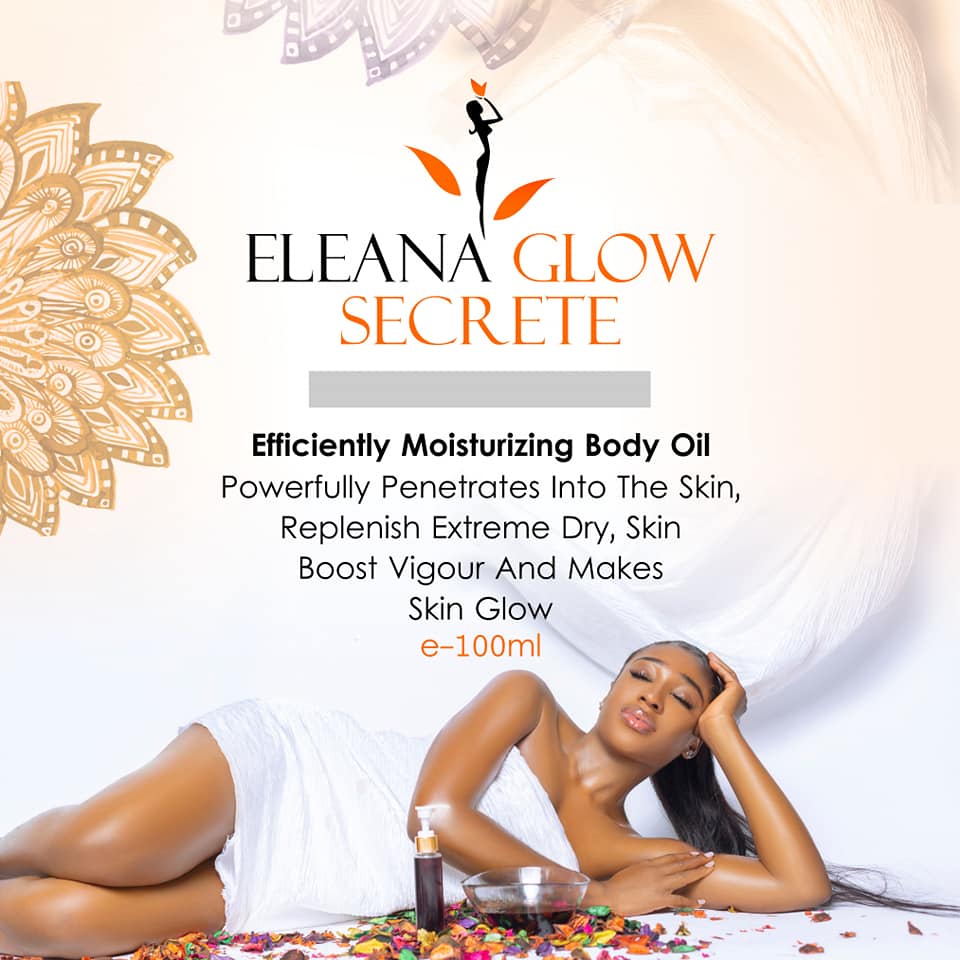 ELEANA GLOW
SECRETE
Efficiently Moisturizing Body Oil
Powerfully Penetrates Into The Skin,
Replenish Extreme Dry, Skin
Boost Vigour And Makes
Skin Glow
e-100ml